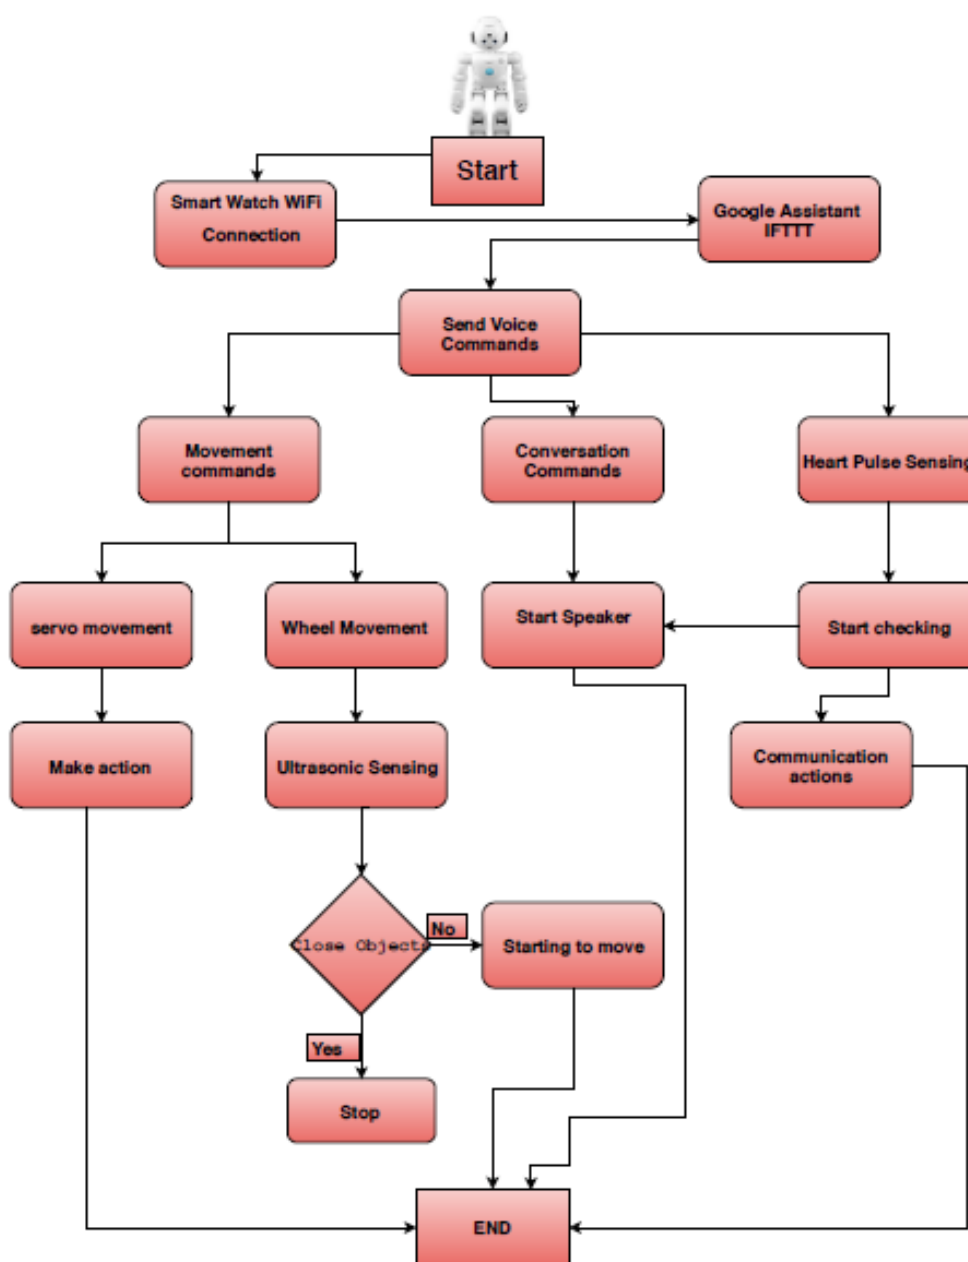 Start
Smart Watch WiFi
Connection
Google Assistant
IFTTT
Send Voice
Commands
Movement
commands
Conversation
Commands
Heart Pulse Sensing
servo movement
Wheel Movement
Start Speaker
Start checking
Make action
Ultrasonic Sensing
Communication
actions
Close Objects
No
Starting to move
Yes
Stop
END